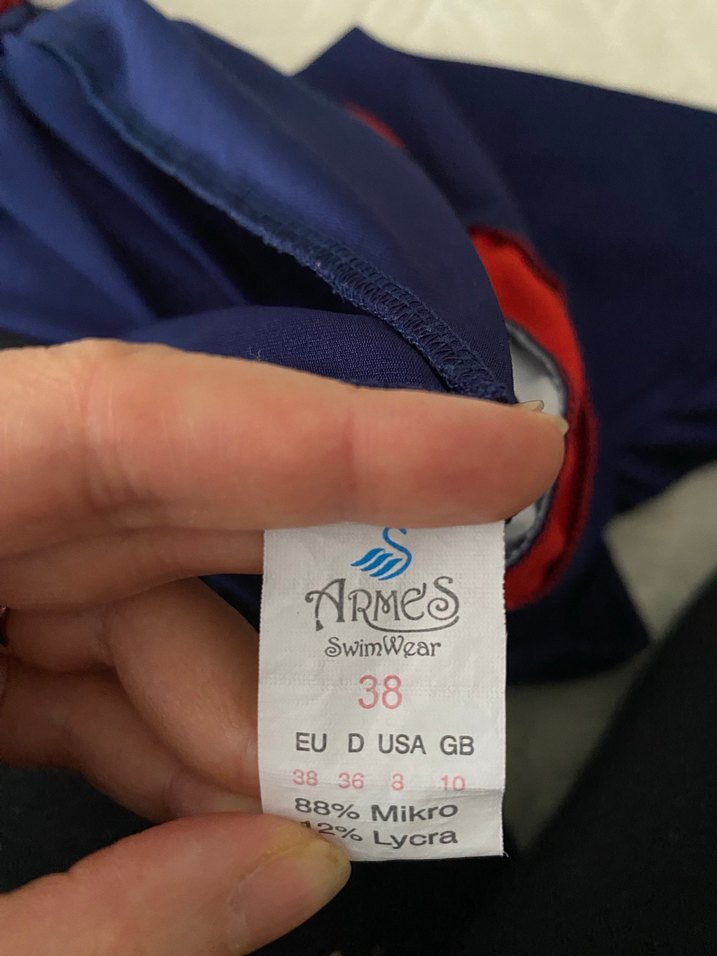 ARMES
SwimWear
38
EU D USA GB
38 36 8 10
88% Mikro
12% Lycra